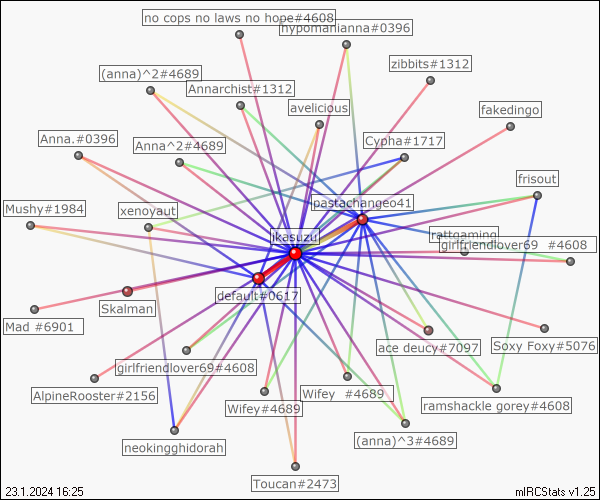 no cops no laws no hope#4608
hypomanianna#0396
(anna)^2#4689
zibbits#1312
Annarchist#1312
avelicious
fakedingo
Anna.#0396
Anna^2#4689
Cypha#1717
frisout
Mushy#1984
xenoyaut
pastachangeo41
ikasuzu
rattgaming
girlfriendlover69 #4608
default#0617
Skalman
Mad #6901
ace deucy#7097
Soxy Foxy#5076
girlfriendlover69#4608
AlpineRooster#2156
Wifey#4689
Wifey #4689
ramshackle gorey#4608
neokingghidorah
(anna)^3#4689
Toucan#2473
23.1.2024 16:25
mIRCStats v1.25